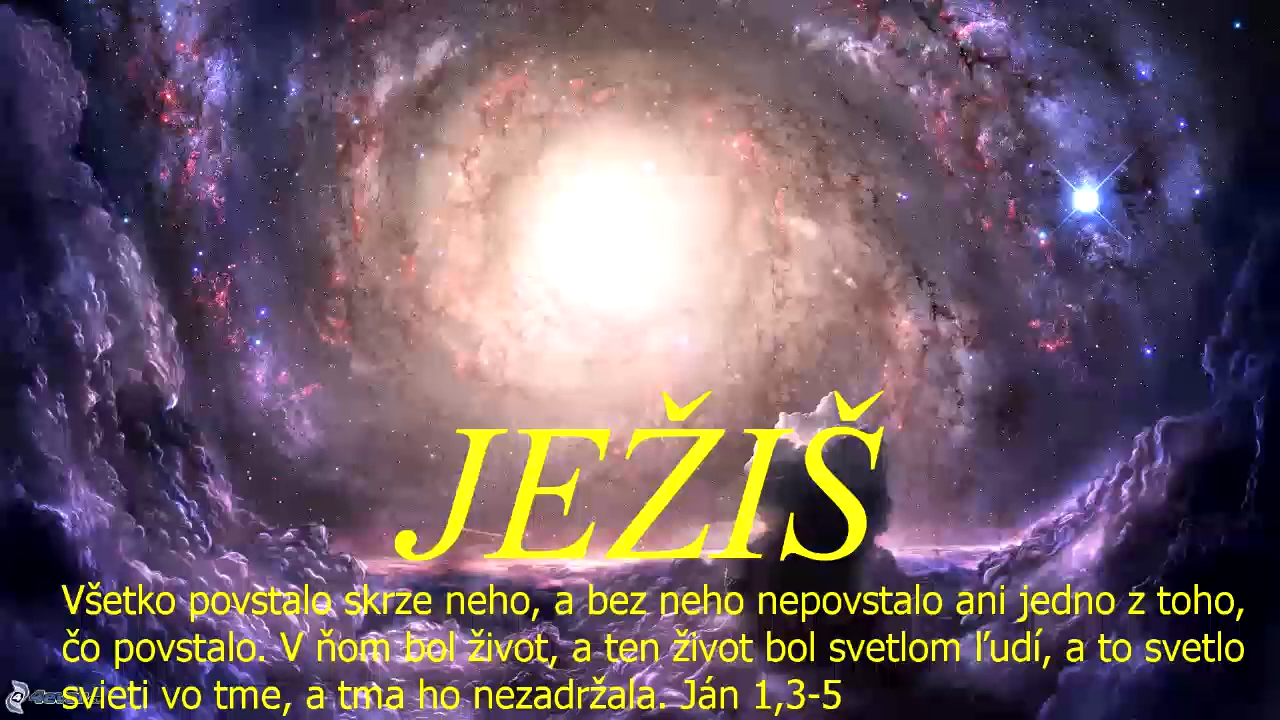 JEŽIŠ
Všetko povstalo skrze neho, a bez neho nepovstalo ani jedno z toho,
čo povstalo. V ňom bol život, a ten život bol svetlom ľudí, a to svetlo
svieti vo tme, a tma ho nezadržala. Ján 1,3-5